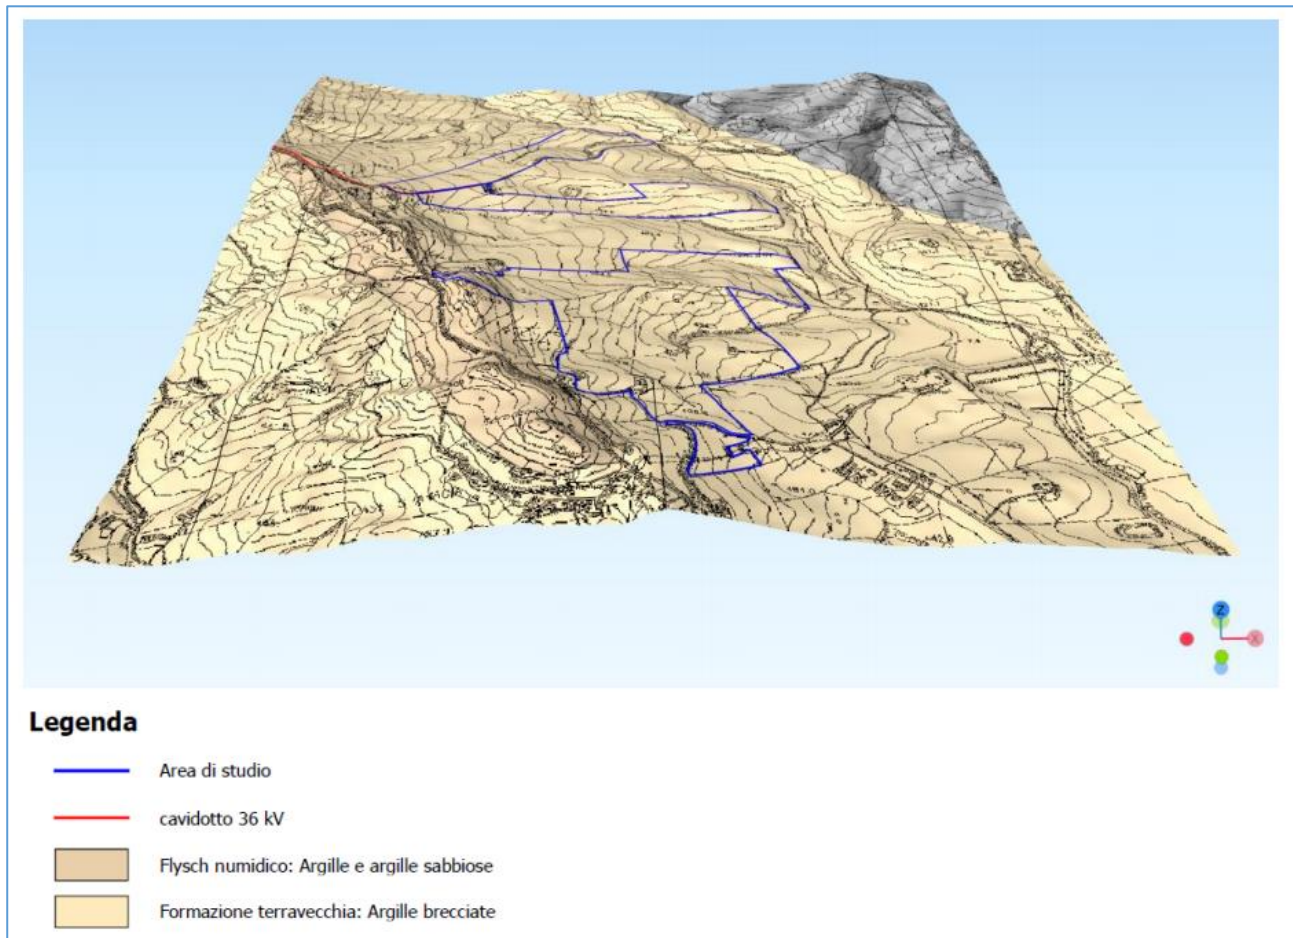 Z
X
Legenda
Area di studio
cavidotto 36 kV
Flysch numidico: Argille e argille sabbiose
Formazione terravecchia: Argille brecciate